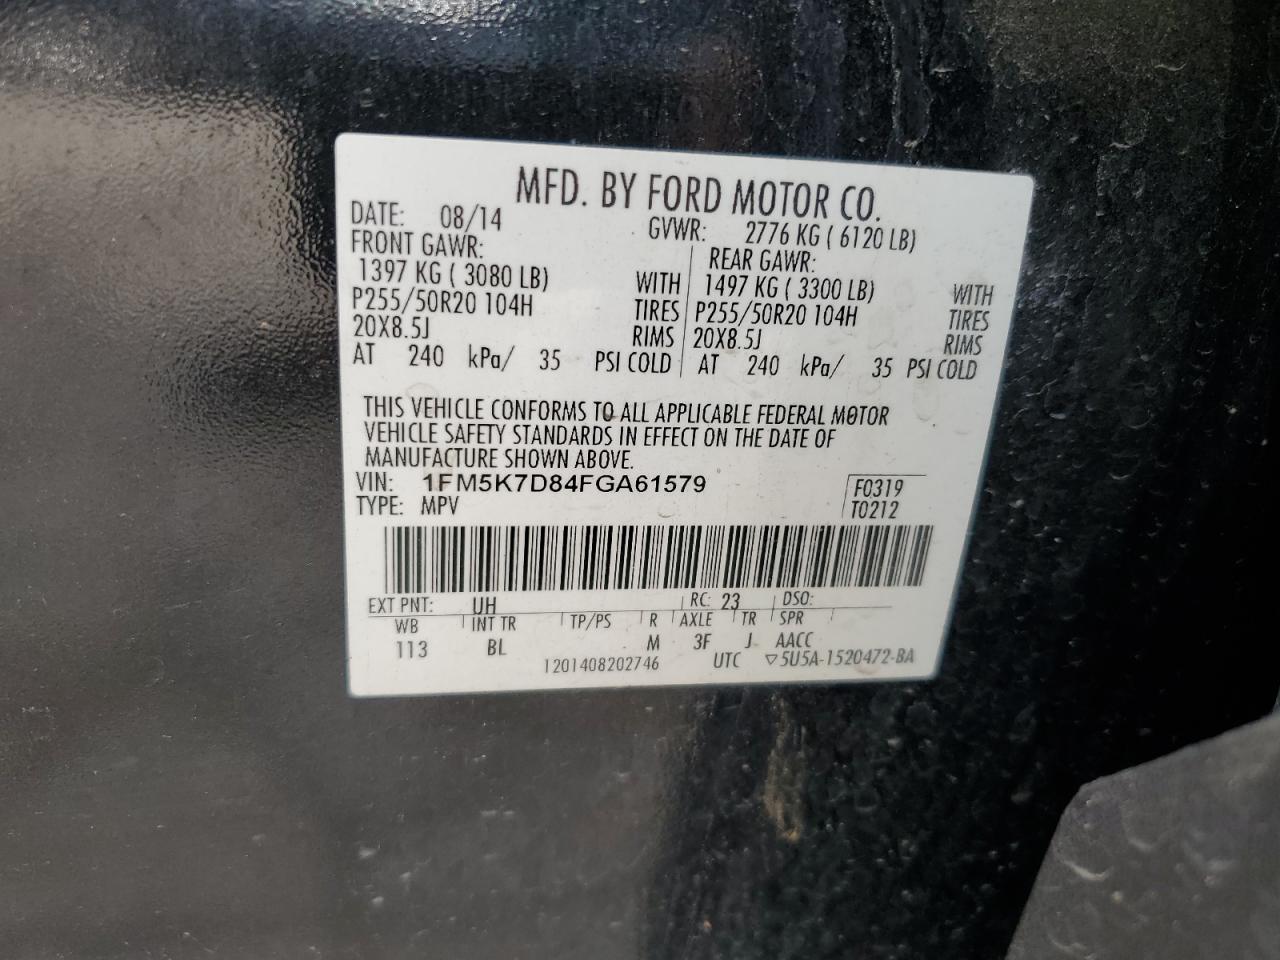 MFD. BY FORD MOTOR CO.
DATE: 08/14 GVWR: 2776 KG ( 6120 LB)
FRONT GAWR: REAR GAWR:
1397 KG ( 3080 LB) WITH 1497 KG ( 3300 LB) WITH
P255/50R20 104H TIRES P255/50R20 104H TIRES
20X8.5J RIMS 20X8.5J RIMS
AT 240 kPa/ 35 PSI COLD AT 240 kPa/ 35 PSI COLD
THIS VEHICLE CONFORMS TO ALL APPLICABLE FEDERAL MOTOR
VEHICLE SAFETY STANDARDS IN EFFECT ON THE DATE OF
MANUFACTURE SHOWN ABOVE.
VIN: 1FM5K7D84FGA61579 F0319
TYPE: MPV T0212
EXT PNT: UH RC: 23 DSO:
WB INT TR TP/PS R AXLE TR SPR
113 BL M 3F J AACC
1201408202746 UTC ▽5U5A-1520472-BA